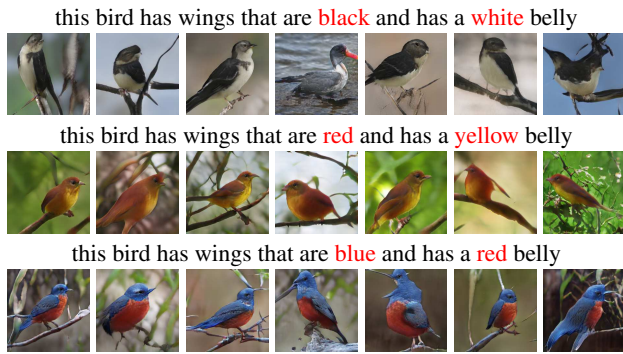 this bird has wings that are black and has a white belly
this bird has wings that are red and has a yellow belly
this bird has wings that are blue and has a red belly